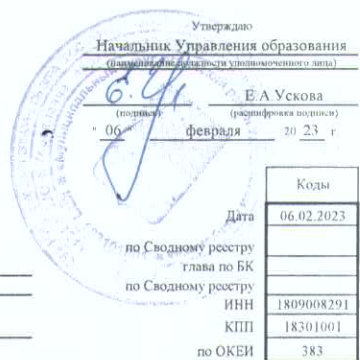 Утверждаю
Начальник Управления образования
(наименование должности уполномоченного лица)
Е.А.Ускова
(подпись) (расшифровка подписи)
" 06 " февраля 20 23 г
Коды
Дата 06.02.2023
по Сводному реестру
глава по БК
по Сводному реестру
ИНН 1809008291
КПП 18301001
по ОКЕИ 383